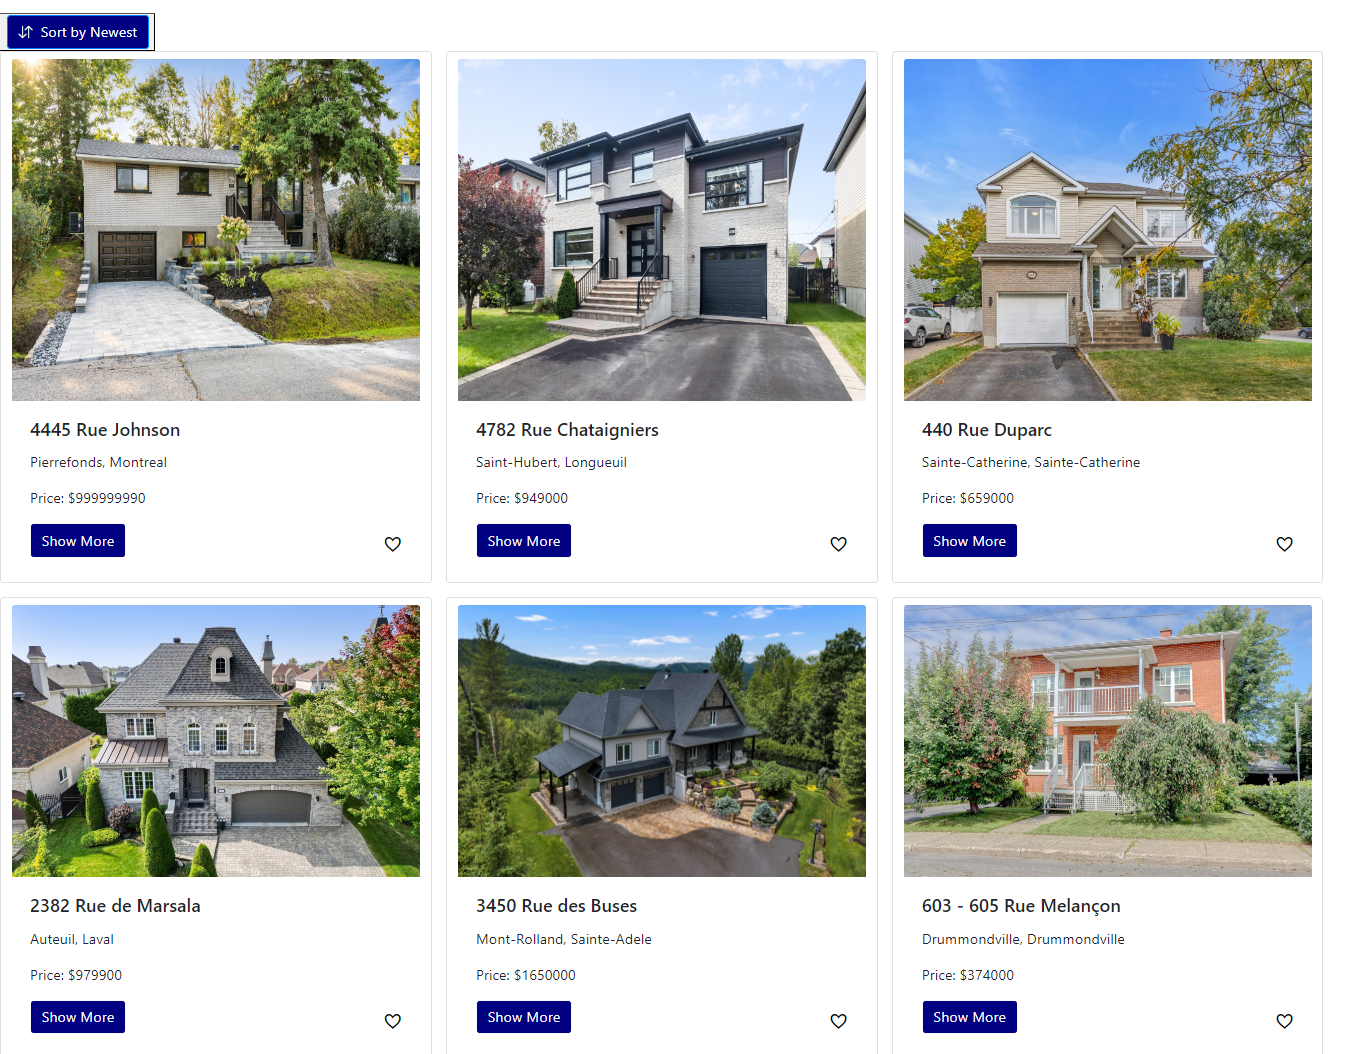 Sort by Newest
4445 Rue Johnson
Pierrefonds, Montreal
Price: $999999990
Show More
4782 Rue Chataigniers
Saint-Hubert, Longueuil
Price: $949000
Show More
440 Rue Duparc
Sainte-Catherine, Sainte-Catherine
Price: $659000
Show More
2382 Rue de Marsala
Auteuil, Laval
Price: $979900
Show More
3450 Rue des Buses
Mont-Rolland, Sainte-Adele
Price: $1650000
Show More
603 - 605 Rue Melançon
Drummondville, Drummondville
Price: $374000
Show More